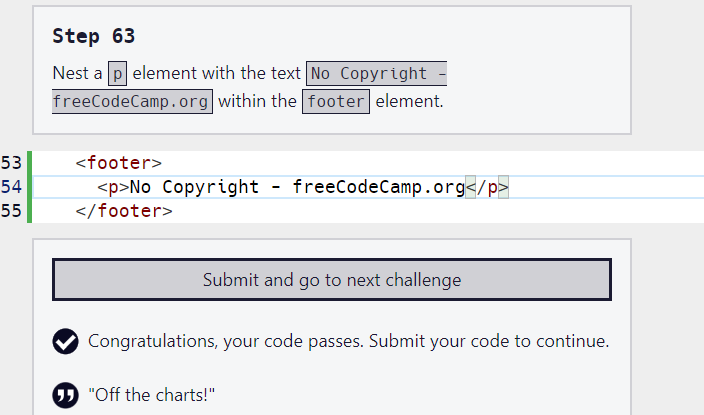 Step 63
Nest a p element with the text No Copyright -
freeCodeCamp.org within the footer element.
53 <footer>
54 <p>No Copyright - freeCodeCamp.org</p>
55 </footer>
Submit and go to next challenge
Congratulations, your code passes. Submit your code to continue.
"Off the charts!"